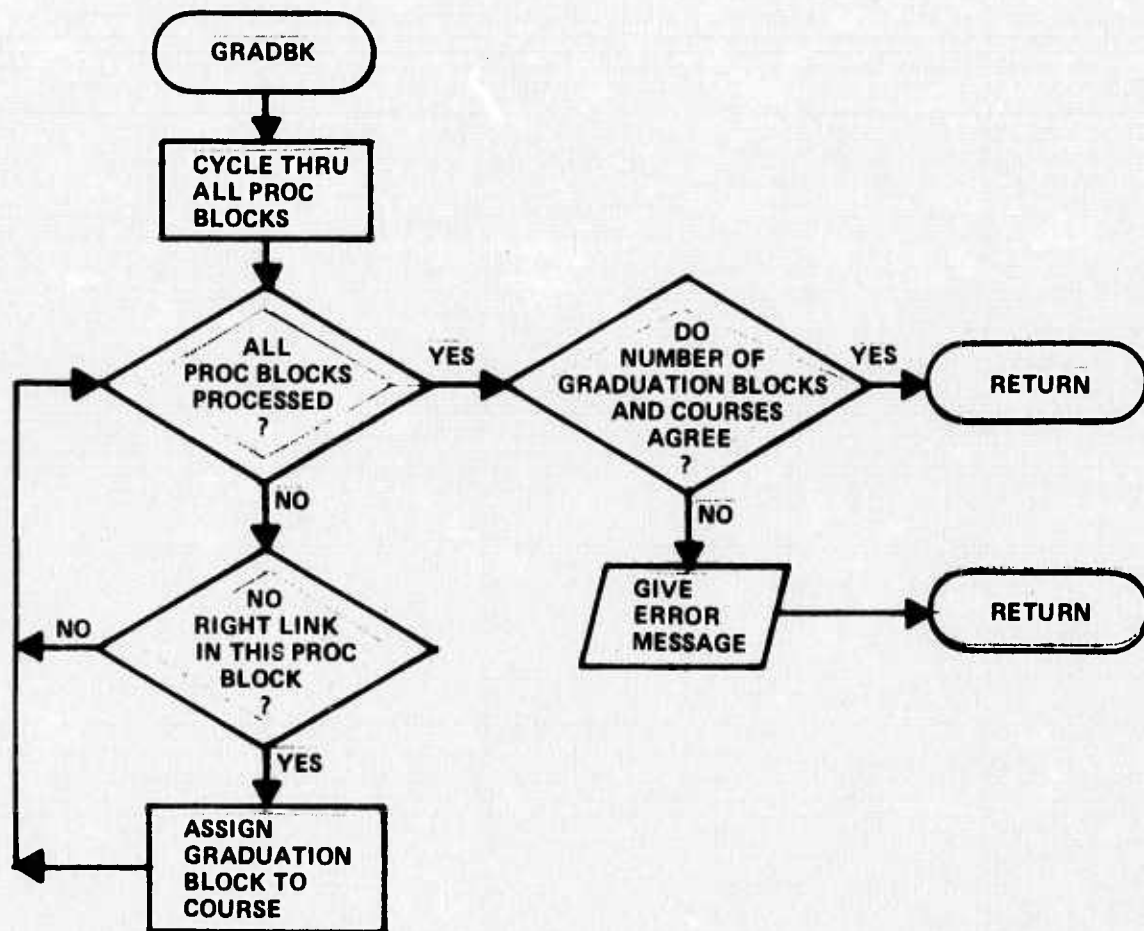 GRADBK
CYCLE THRU
ALL PROC
BLOCKS
ALL
PROC BLOCKS
PROCESSED
?
YES
DO
NUMBER OF
GRADUATION BLOCKS
AND COURSES
AGREE
?
YES
RETURN
NO
NO
GIVE
ERROR
MESSAGE
RETURN
NO
RIGHT LINK
IN THIS PROC
BLOCK
?
NO
YES
ASSIGN
GRADUATION
BLOCK TO
COURSE